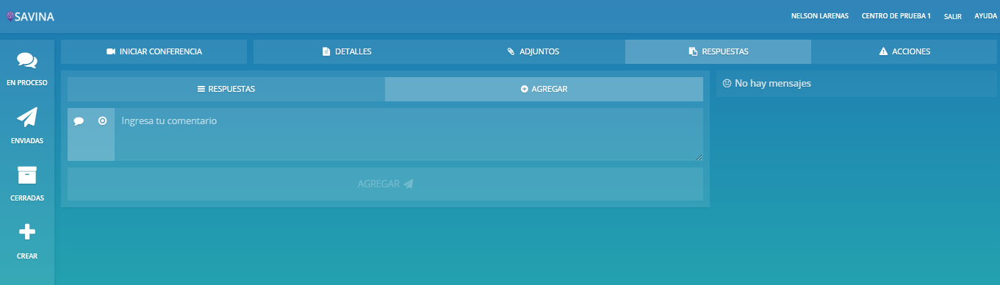 SAVINA
NELSON LARENAS
CENTRO DE PRUEBA 1
SALIR
AYUDA
EN PROCESO
ENVIADAS
CERRADAS
CREAR
INICIAR CONFERENCIA
DETALLES
ADJUNTOS
RESPUESTAS
ACCIONES
RESPUESTAS
AGREGAR
Ingresa tu comentario
AGREGAR
No hay mensajes